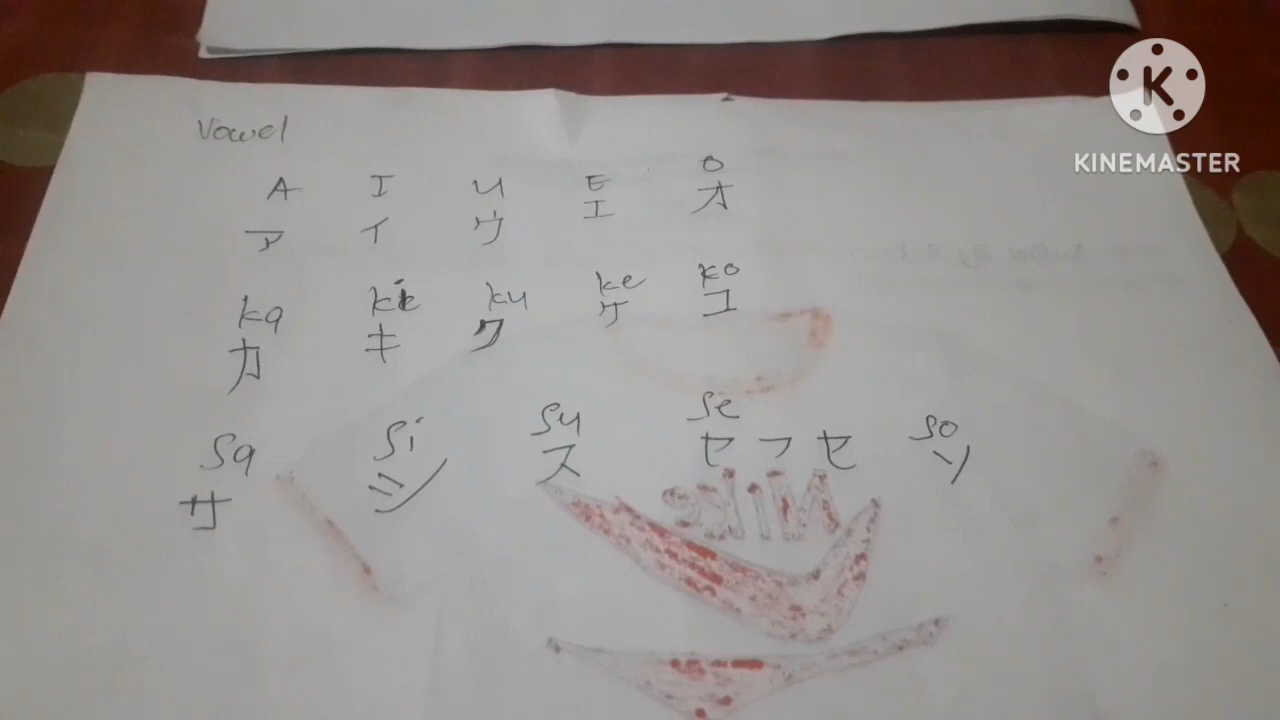 Vowel
A I U E O
ア イ ウ エ オ
ka ki ku ke ko
カ キ ク ケ コ
Sa Si Su Se So
サ シ ス セ フ セ ソ
Nike
K
KINEMASTER